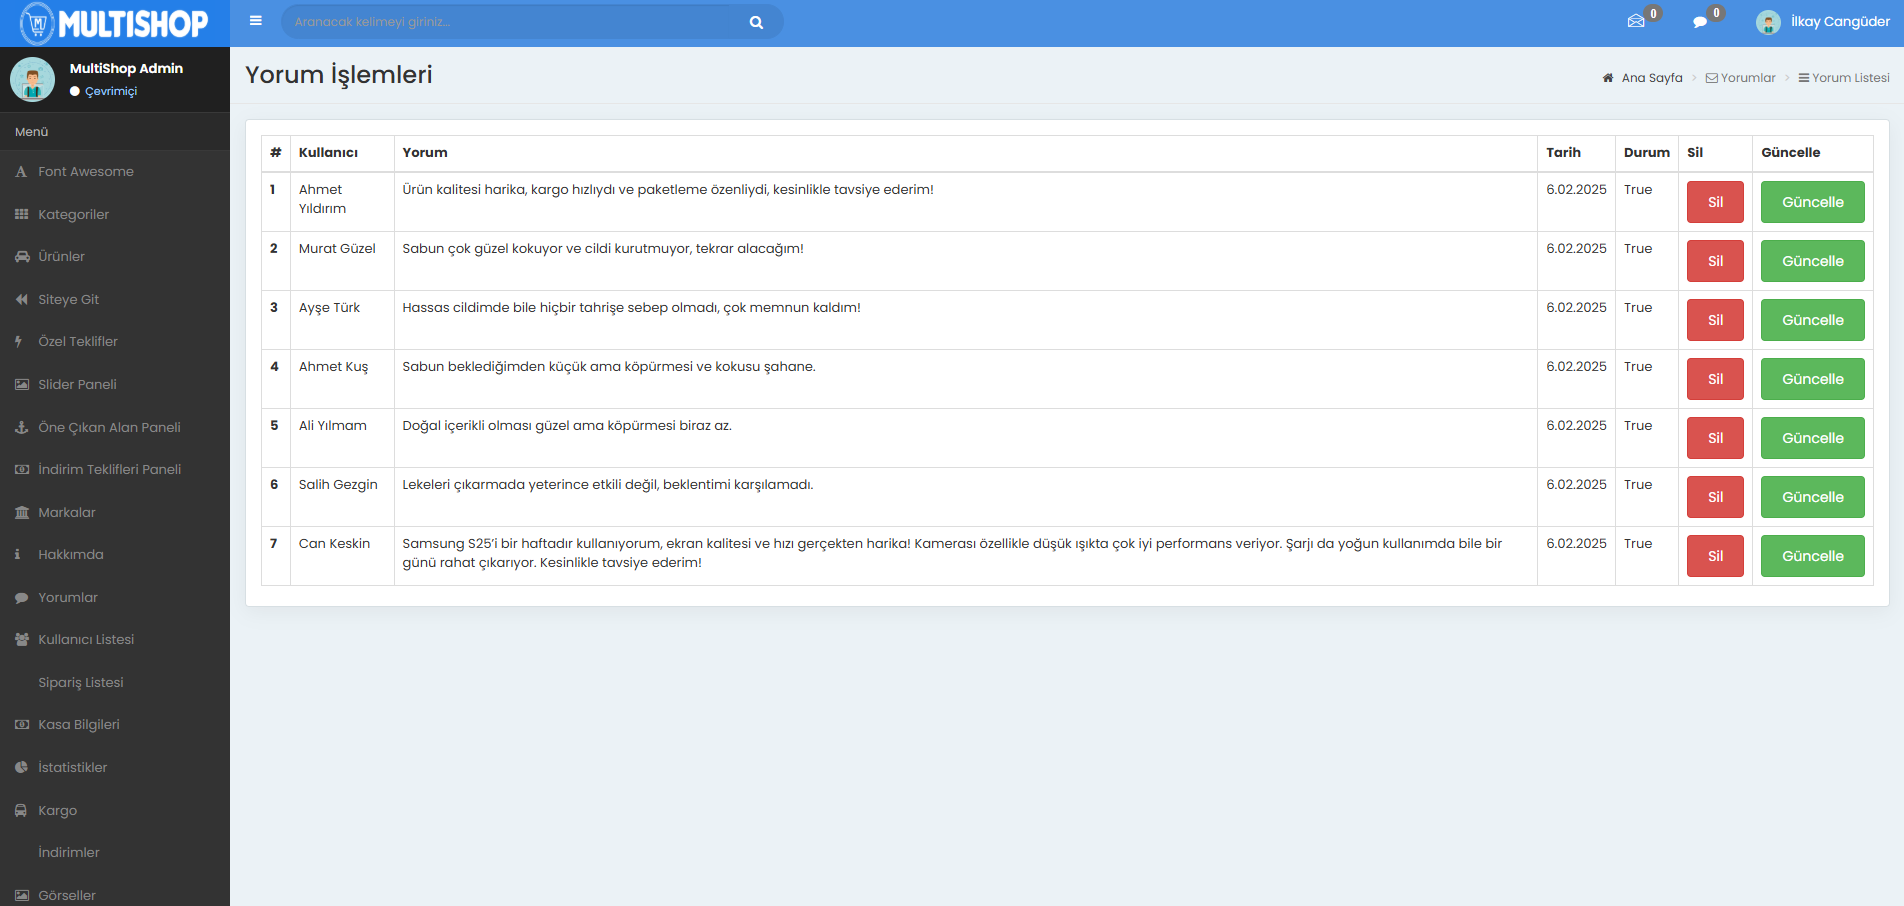 MULTISHOP
Aranacak kelimeyi giriniz...
0
0
İlkay Cangüder
MultiShop Admin
Çevrimiçi
Menü
Font Awesome
Kategoriler
Ürünler
Siteye Git
Özel Teklifler
Slider Paneli
Öne Çıkan Alan Paneli
İndirim Teklifleri Paneli
Markalar
Hakkımda
Yorumlar
Kullanıcı Listesi
Sipariş Listesi
Kasa Bilgileri
İstatistikler
Kargo
İndirimler
Görseller
Yorum İşlemleri
Ana Sayfa > Yorumlar > Yorum Listesi
# Kullanıcı Yorum Tarih Durum Sil Güncelle
1 Ahmet Ürün kalitesi harika, kargo hızlıydı ve paketleme özenliydi, kesinlikle tavsiye ederim! 6.02.2025 True Sil Güncelle
Yıldırım
2 Murat Güzel Sabun çok güzel kokuyor ve cildi kurutmuyor, tekrar alacağım! 6.02.2025 True Sil Güncelle
3 Ayşe Türk Hassas cildimde bile hiçbir tahrişe sebep olmadı, çok memnun kaldım! 6.02.2025 True Sil Güncelle
4 Ahmet Kuş Sabun beklediğimden küçük ama köpürmesi ve kokusu şahane. 6.02.2025 True Sil Güncelle
5 Ali Yılmam Doğal içerikli olması güzel ama köpürmesi biraz az. 6.02.2025 True Sil Güncelle
6 Salih Gezgin Lekeleri çıkarmada yeterince etkili değil, beklentimi karşılamadı. 6.02.2025 True Sil Güncelle
7 Can Keskin Samsung S25’i bir haftadır kullanıyorum, ekran kalitesi ve hızı gerçekten harika! Kamerası özellikle düşük ışıkta çok iyi performans veriyor. Şarjı da yoğun kullanımda bile bir 6.02.2025 True Sil Güncelle
günü rahat çıkarıyor. Kesinlikle tavsiye ederim!